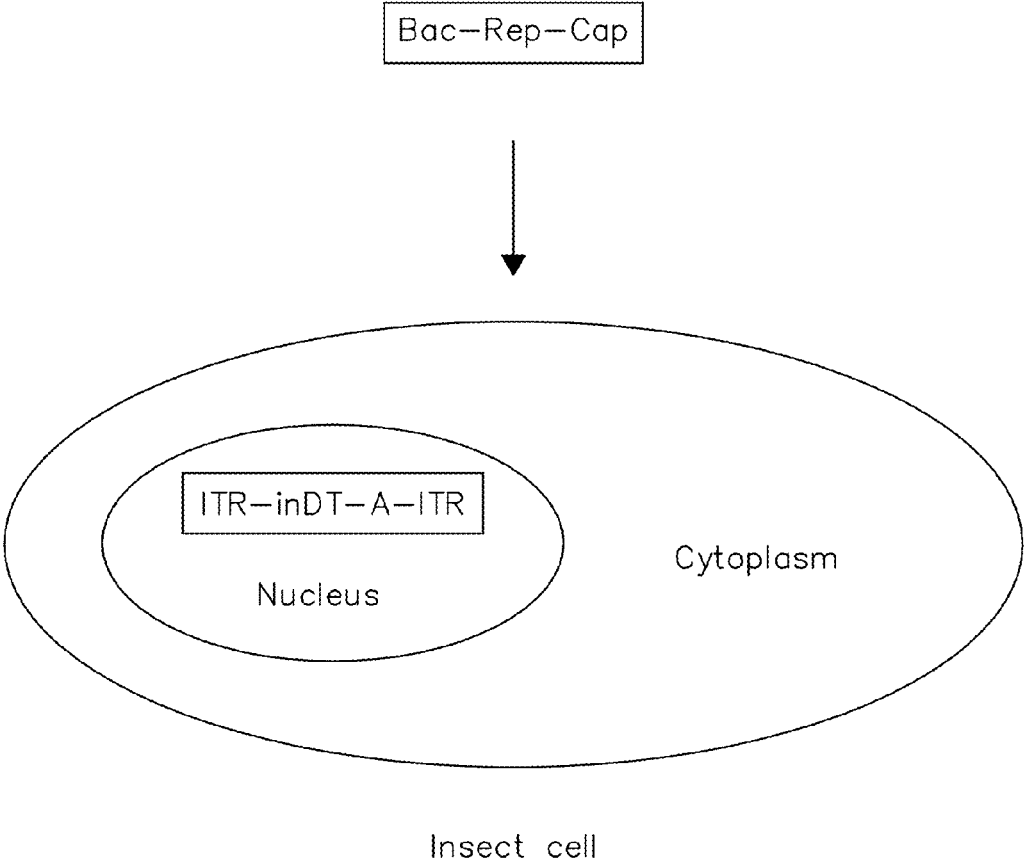 Bac-Rep-Cap
ITR-inDT-A-ITR
Nucleus
Cytoplasm
Insect cell